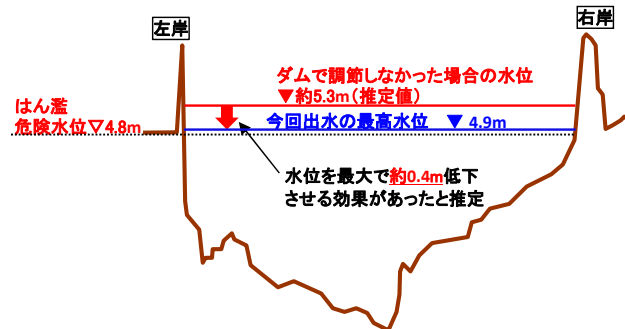 左岸
右岸
ダムで調節しなかった場合の水位
▼約5.3m（推定値）
はん濫
危険水位▽4.8m
今回出水の最高水位 ▼ 4.9m
水位を最大で約0.4m低下
させる効果があったと推定